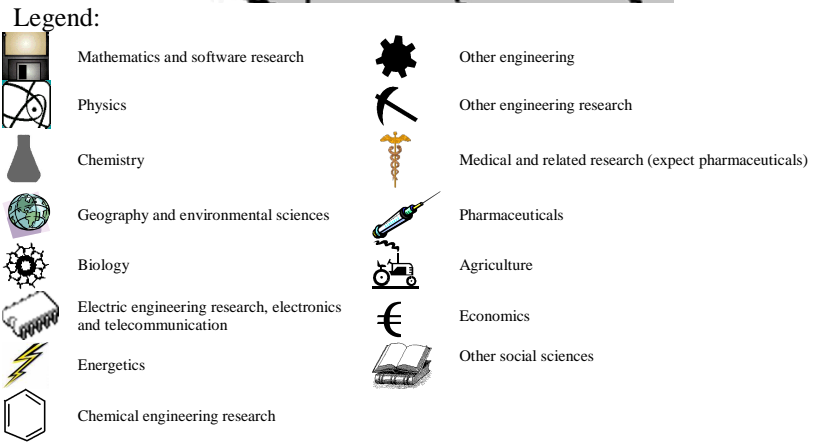 Legend:
Mathematics and software research
Physics
Chemistry
Geography and environmental sciences
Biology
Electric engineering research, electronics
and telecommunication
Energetics
Chemical engineering research
Other engineering
Other engineering research
Medical and related research (expect pharmaceuticals)
Pharmaceuticals
Agriculture
€
Economics
Other social sciences